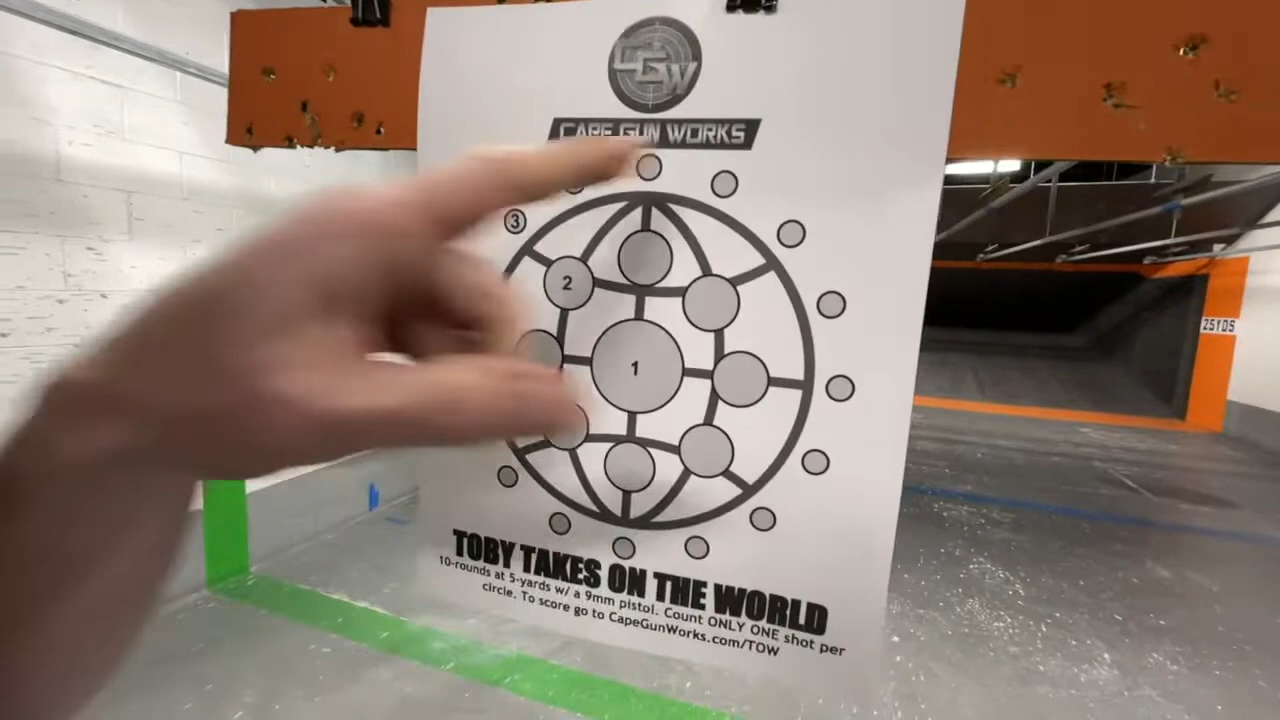 CGW
CAPE GUN WORKS
3
2
1
25YDS
TOBY TAKES ON THE WORLD
10-rounds at 5-yards w/ a 9mm pistol. Count ONLY ONE shot per
circle. To score go to CapeGunWorks.com/TOW